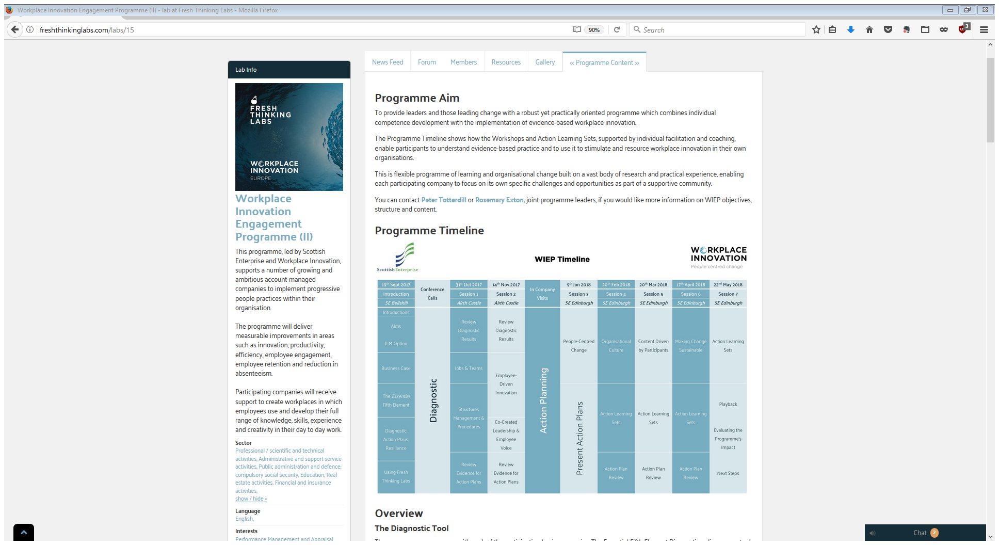 Workplace Innovation Engagement Programme (II) - lab at Fresh Thinking Labs - Mozilla Firefox
freshthinkinglabs.com/labs/15
90%
Search
3
Lab Info
FRESH
THINKING
LABS
WORKPLACE
INNOVATION
EUROPE
Workplace
Innovation
Engagement
Programme (II)
This programme, led by Scottish
Enterprise and Workplace Innovation,
supports a number of growing and
ambitious account-managed
companies to implement progressive
people practices within their
organisation.
The programme will deliver
measurable improvements in areas
such as innovation, productivity,
efficiency, employee engagement,
employee retention and reduction in
absenteeism.
Participating companies will receive
support to create workplaces in which
employees use and develop their full
range of knowledge, skills, experience
and creativity in their day to day work.
Sector
Professional / scientific and technical
activities, Administrative and support service
activities, Public administration and defence;
compulsory social security, Education, Real
estate activities, Financial and insurance
activities,
show / hide »
Language
English,
Interests
Performance Management and Appraisal
News Feed
Forum
Members
Resources
Gallery
‹‹ Programme Content ››
Programme Aim
To provide leaders and those leading change with a robust yet practically oriented programme which combines individual
competence development with the implementation of evidence-based workplace innovation.
The Programme Timeline shows how the Workshops and Action Learning Sets, supported by individual facilitation and coaching,
enable participants to understand evidence-based practice and to use it to stimulate and resource workplace innovation in their own
organisations.
This is flexible programme of learning and organisational change built on a vast body of research and practical experience, enabling
each participating company to focus on its own specific challenges and opportunities as part of a supportive community.
You can contact Peter Totterdill or Rosemary Exton, joint programme leaders, if you would like more information on WIEP objectives,
structure and content.
Programme Timeline
Scottish Enterprise
WIEP Timeline
WORKPLACE
INNOVATION
People centred change
19th Sept 2017
Introduction
SE Bellshill
Introductions
Aims
ILM Option
Business Case
The Essential
Fifth Element
Diagnostic,
Action Plans,
Resilience
Using Fresh
Thinking Labs
Conference
Calls
Diagnostic
31st Oct 2017
Session 1
Airth Castle
Review
Diagnostic
Results
Jobs & Teams
Structures
Management &
Procedures
Review
Evidence for
Action Plans
14th Nov 2017
Session 2
Airth Castle
Review
Diagnostic
Results
Employee-
Driven
Innovation
Co-Created
Leadership &
Employee
Voice
Review
Evidence for
Action Plans
In Company
Visits
Action Planning
9th Jan 2018
Session 3
SE Edinburgh
People-Centred
Change
Present Action Plans
20th Feb 2018
Session 4
SE Edinburgh
Organisational
Culture
Action Learning
Sets
Action Plan
Review
20th Mar 2018
Session 5
SE Edinburgh
Content Driven
by Participants
Action Learning
Sets
Action Plan
Review
17th April 2018
Session 6
SE Edinburgh
Making Change
Sustainable
Action Learning
Sets
Action Plan
Review
22nd May 2018
Session 7
SE Edinburgh
Action Learning
Sets
Playback
Evaluating the
Programme's
Impact
Next Steps
Overview
The Diagnostic Tool
Chat 2